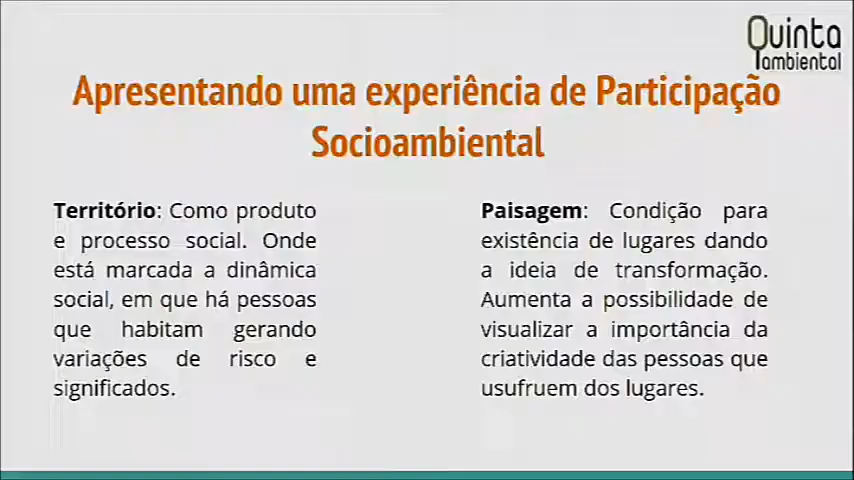 Quinta
ambiental
Apresentando uma experiência de Participação
Socioambiental
Território: Como produto
e processo social. Onde
está marcada a dinâmica
social, em que há pessoas
que habitam gerando
variações de risco e
significados.
Paisagem: Condição para
existência de lugares dando
a ideia de transformação.
Aumenta a possibilidade de
visualizar a importância da
criatividade das pessoas que
usufruem dos lugares.